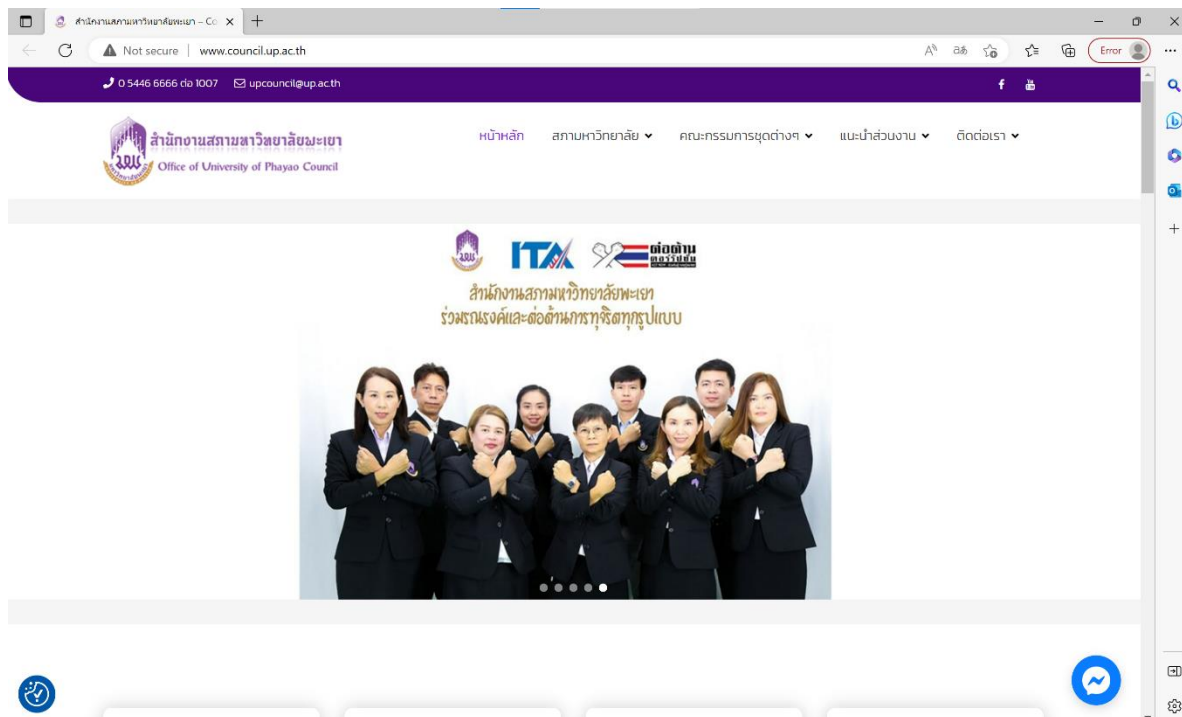 สำนักงานสภามหาวิทยาลัยพะเยา – Co
Not secure
www.council.up.ac.th
Error
0 5446 6666 ต่อ 1007
upcouncil@up.ac.th
สำนักงานสภามหาวิทยาลัยพะเยา
Office of University of Phayao Council
หน้าหลัก
สภามหาวิทยาลัย
คณะกรรมการชุดต่างๆ
แนะนำส่วนงาน
ติดต่อเรา
ITA
ต่อต้าน
คอร์รัปชัน
สำนักงานสภามหาวิทยาลัยพะเยา
ร่วมรณรงค์และต่อต้านการทุจริตทุกรูปแบบ